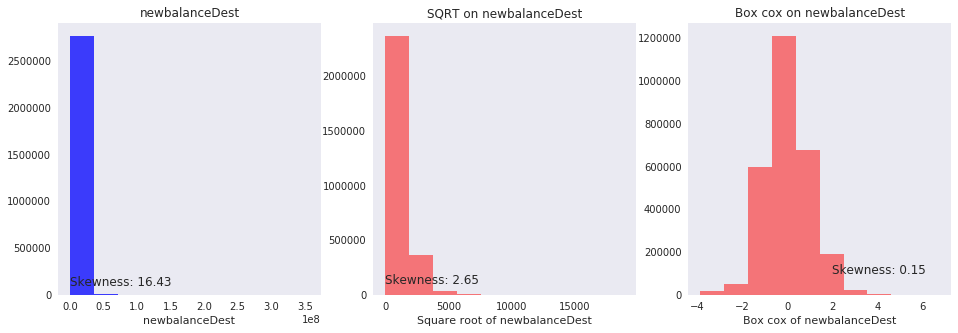 newbalanceDest
2500000
2000000
1500000
1000000
500000
0
Skewness: 16.43
0.0 0.5 1.0 1.5 2.0 2.5 3.0 3.5
1e8
newbalanceDest
SQRT on newbalanceDest
2000000
1500000
1000000
500000
0
Skewness: 2.65
0 5000 10000 15000
Square root of newbalanceDest
Box cox on newbalanceDest
1200000
1000000
800000
600000
400000
200000
0
Skewness: 0.15
−4 −2 0 2 4 6
Box cox of newbalanceDest